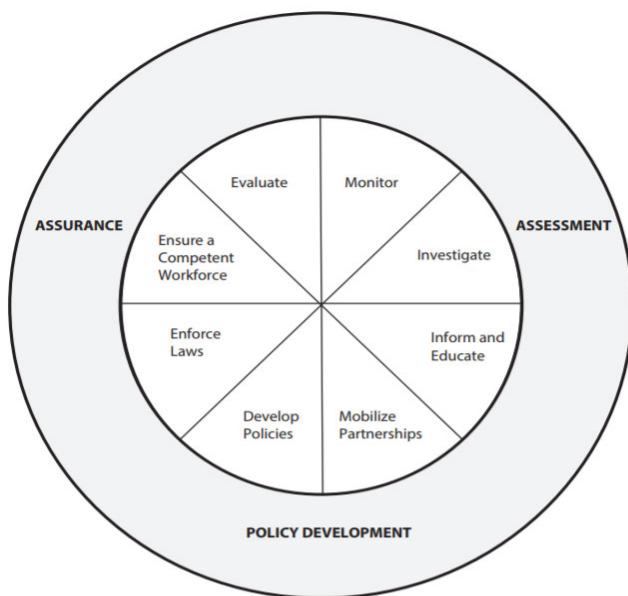 Evaluate
Monitor
ASSURANCE
ASSESSMENT
Ensure a
Competent
Workforce
Investigate
Enforce
Laws
Inform and
Educate
Develop
Policies
Mobilize
Partnerships
POLICY DEVELOPMENT